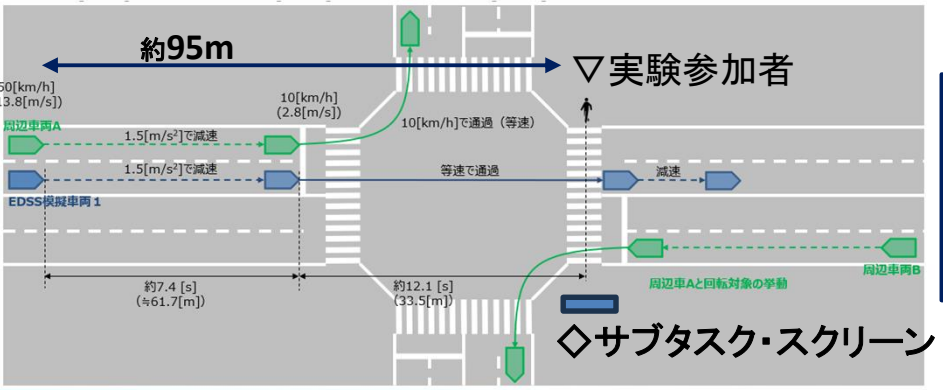 約95m
▽実験参加者
50[km/h]
13.8[m/s])
10[km/h]
(2.8[m/s])
周辺車両A
1.5[m/s²]で減速
10[km/h]で通過（等速）
1.5[m/s²]で減速
等速で通過
減速
EDSS模擬車両1
周辺車両B
周辺車Aと回転対象の挙動
約7.4 [s]
(≒61.7[m])
約12.1 [s]
(33.5[m])
◇サブタスク・スクリーン